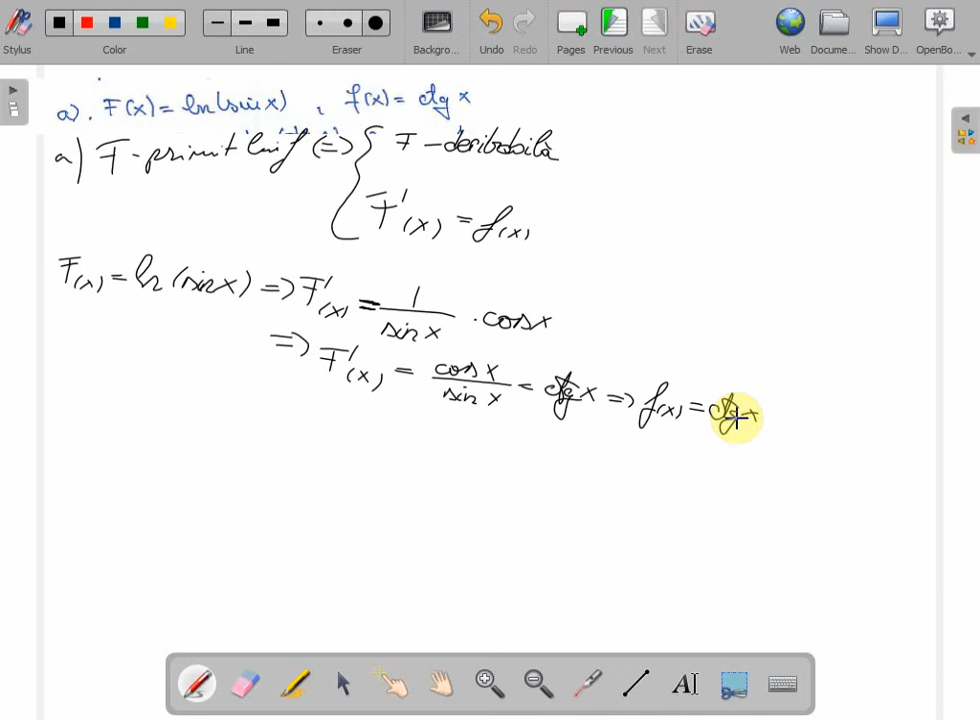 Stylus Color Line Eraser Backgro... Undo Redo Pages Previous Next Erase Web Docume... Show D... OpenBo...
a). F(x) = ln(sin x) , f(x) = ctg x
a) F - primit lui f (=> { F - deribobilă
F'(x) = f(x)
F(x) = ln (sin x) => F'(x) = 1/sin x · cos x
=> F'(x) = cos x/sin x = ctg x => f(x) = ctg x